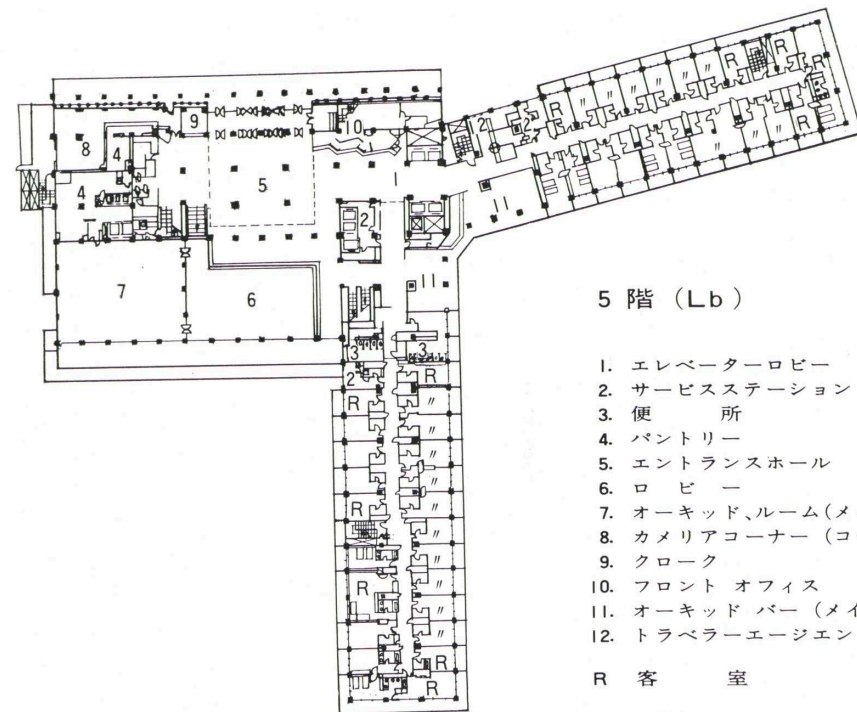 5 階 (Lb)
1. エレベーターロビー
2. サービスステーション
3. 便 所
4. パントリー
5. エントランスホール
6. ロ ビ ー
7. オーキッド、ルーム(メ
8. カメリアコーナー (コ
9. クローク
10. フロント オフィス
11. オーキッド バー (メイ
12. トラベラーエージエン
R 客 室